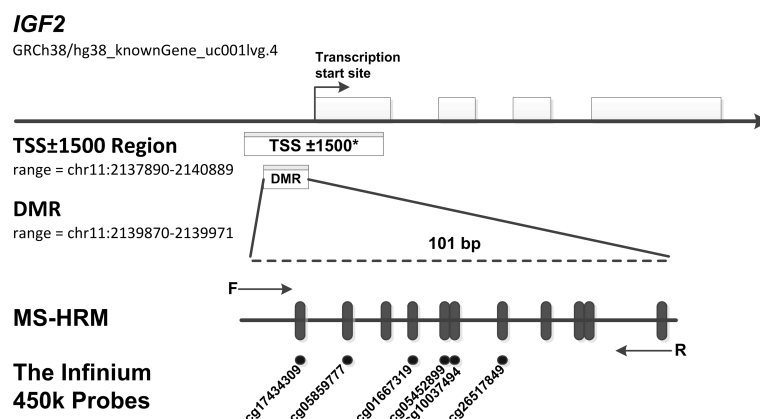 IGF2
GRCh38/hg38_knownGene_uc001lvg.4
Transcription
start site
TSS±1500 Region
TSS ±1500*
range = chr11:2137890-2140889
DMR
DMR
range = chr11:2139870-2139971
101 bp
F
MS-HRM
R
The Infinium
450k Probes
cg17434309
cg05859777
cg01667319
cg05452899
cg10037494
cg26517849